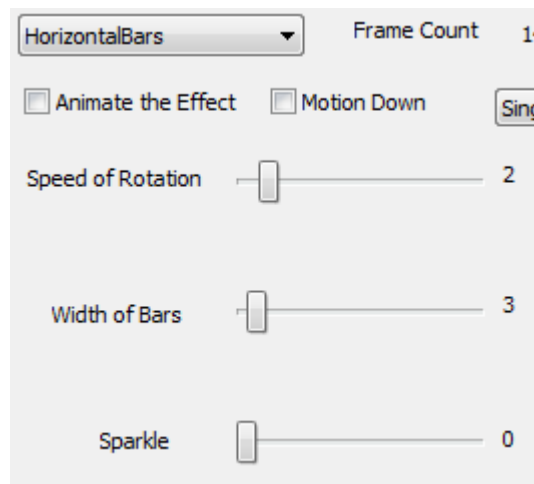 HorizontalBars Frame Count
Animate the Effect Motion Down
Speed of Rotation 2
Width of Bars 3
Sparkle 0